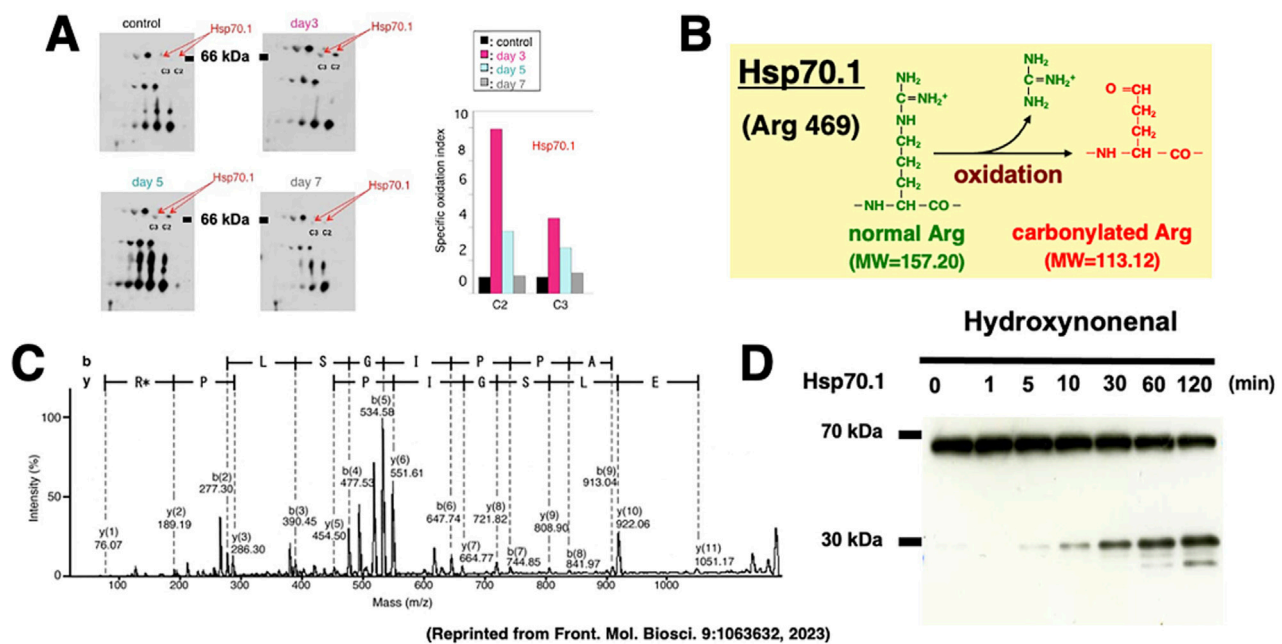 A
control
Hsp70.1
C3 C2
66 kDa
day3
Hsp70.1
C3 C2
day 5
Hsp70.1
C3 C2
66 kDa
day 7
Hsp70.1
C3 C2
: control
: day 3
: day 5
: day 7
Specific oxidation index
10
8
6
4
2
0
Hsp70.1
C2 C3
B
Hsp70.1
(Arg 469)
NH₂
C=NH₂⁺
NH
CH₂
CH₂
CH₂
–NH–CH–CO–
normal Arg
(MW=157.20)
NH₂
C=NH₂⁺
NH₂
oxidation
O=CH
CH₂
CH₂
–NH–CH–CO–
carbonylated Arg
(MW=113.12)
C
b L S G I P P A
y R* P P I G S L E
Intensity (%)
100
50
0
y(1)
76.07
y(2)
189.19
b(2)
277.30
y(3)
286.30
b(3)
390.45
y(5)
454.50
b(4)
477.53
b(5)
534.58
y(6)
551.61
b(6)
647.74
y(7)
664.77
y(8)
721.82
b(7)
744.85
y(9)
808.90
b(8)
841.97
b(9)
913.04
y(10)
922.06
y(11)
1051.17
100 200 300 400 500 600 700 800 900 1000
Mass (m/z)
D
Hydroxynonenal
Hsp70.1 0 1 5 10 30 60 120 (min)
70 kDa
30 kDa
(Reprinted from Front. Mol. Biosci. 9:1063632, 2023)